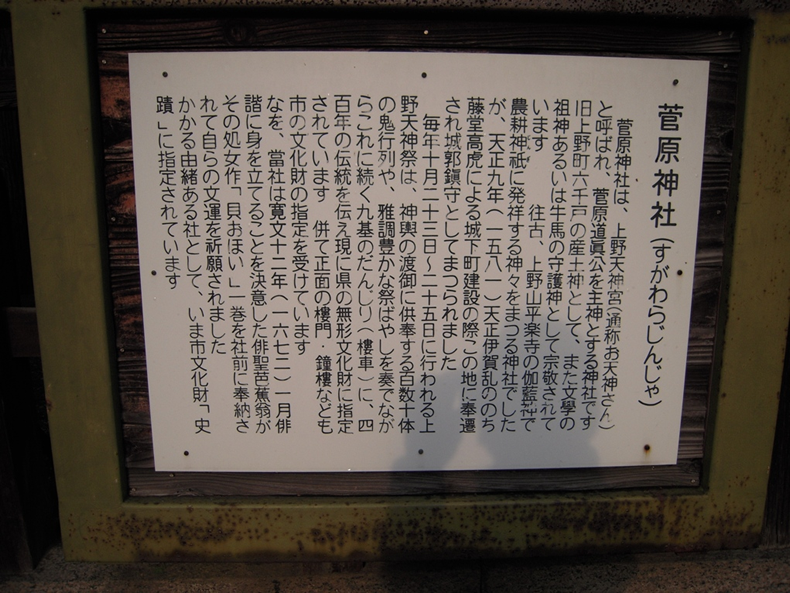 菅原神社（すがわらじんじゃ）
菅原神社は、上野天神宮（通称お天神さん）
と呼ばれ、菅原道眞公を主神とする神社です
旧上野町六千戸の産土神として、また文學の
祖神あるいは牛馬の守護神として宗敬されて
います　往古、上野山平楽寺の伽藍神で
農耕神祇に発祥する神々をまつる神社でした
が、天正九年（一五八一）天正伊賀乱ののち
藤堂高虎による城下町建設の際この地に奉遷
され城郭鎮守としてまつられました
毎年十月二十三日～二十五日に行われる上
野天神祭は、神輿の渡御に供奉する百数十体
の鬼行列や、雅調豊かな祭ばやしを奏でなが
らこれに続く九基のだんじり（樓車）に、四
百年の伝統を伝え現に県の無形文化財に指定
されています　併て正面の樓門・鐘樓なども
市の文化財の指定を受けています
なを、當社は寛文十二年（一六七二）一月俳
諧に身を立てることを決意した俳聖芭蕉翁が
その処女作「貝おほい」一巻を社前に奉納さ
れて自らの文運を祈願されました
かかる由緒ある社として、いま市文化財「史
蹟」に指定されています